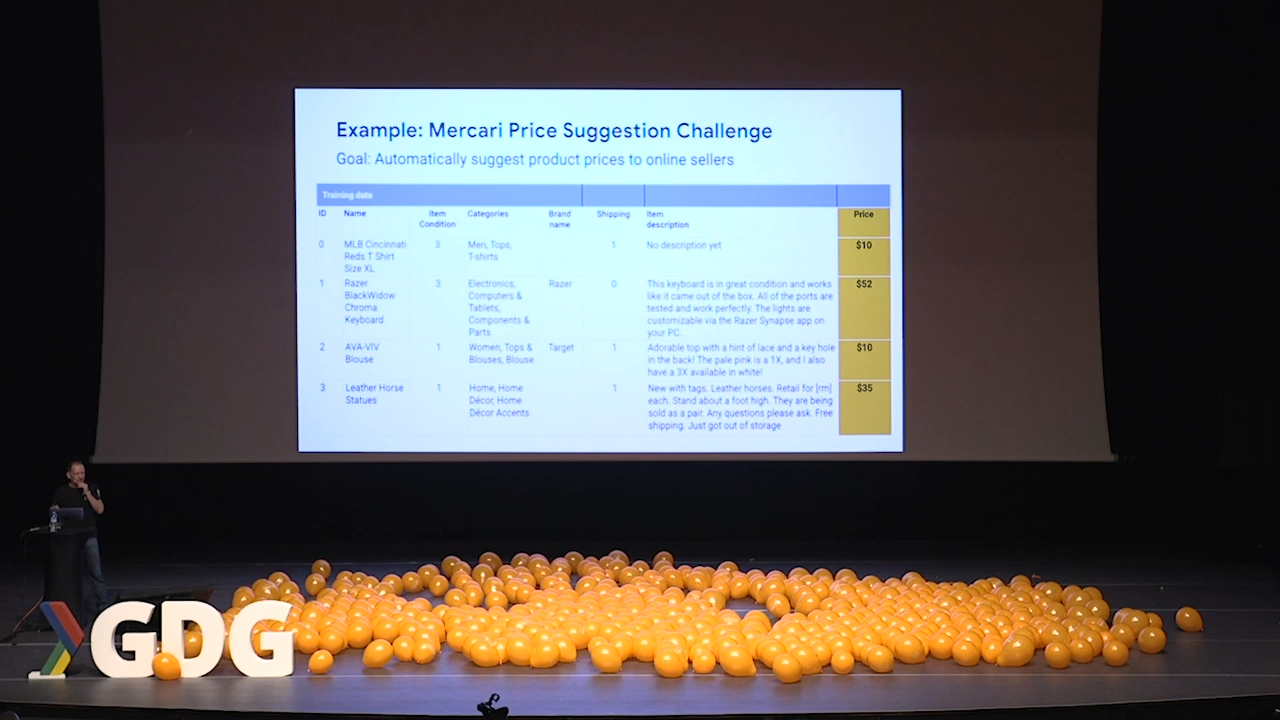 Example: Mercari Price Suggestion Challenge
Goal: Automatically suggest product prices to online sellers
Training data
ID Name Item Condition Categories Brand name Shipping Item description Price
0 MLB Cincinnati Reds T Shirt Size XL 3 Men, Tops, T-shirts 1 No description yet $10
1 Razer BlackWidow Chroma Keyboard 3 Electronics, Computers & Tablets, Components & Parts Razer 0 This keyboard is in great condition and works like it came out of the box. All of the ports are tested and work perfectly. The lights are customizable via the Razer Synapse app on your PC. $52
2 AVA-VIV Blouse 1 Women, Tops & Blouses, Blouse Target 1 Adorable top with a hint of lace and a key hole in the back! The pale pink is a 1X, and I also have a 3X available in white! $10
3 Leather Horse Statues 1 Home, Home Décor, Home Décor Accents 1 New with tags. Leather horses. Retail for [rm] each. Stand about a foot high. They are being sold as a pair. Any questions please ask. Free shipping. Just got out of storage $35
GDG